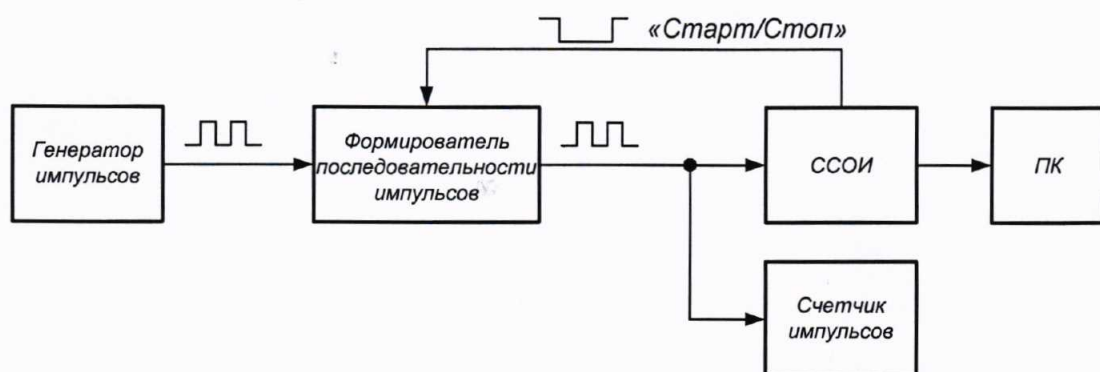 «Старт/Стоп»
Генератор
импульсов
Формирователь
последовательности
импульсов
ССОИ
ПК
Счетчик
импульсов